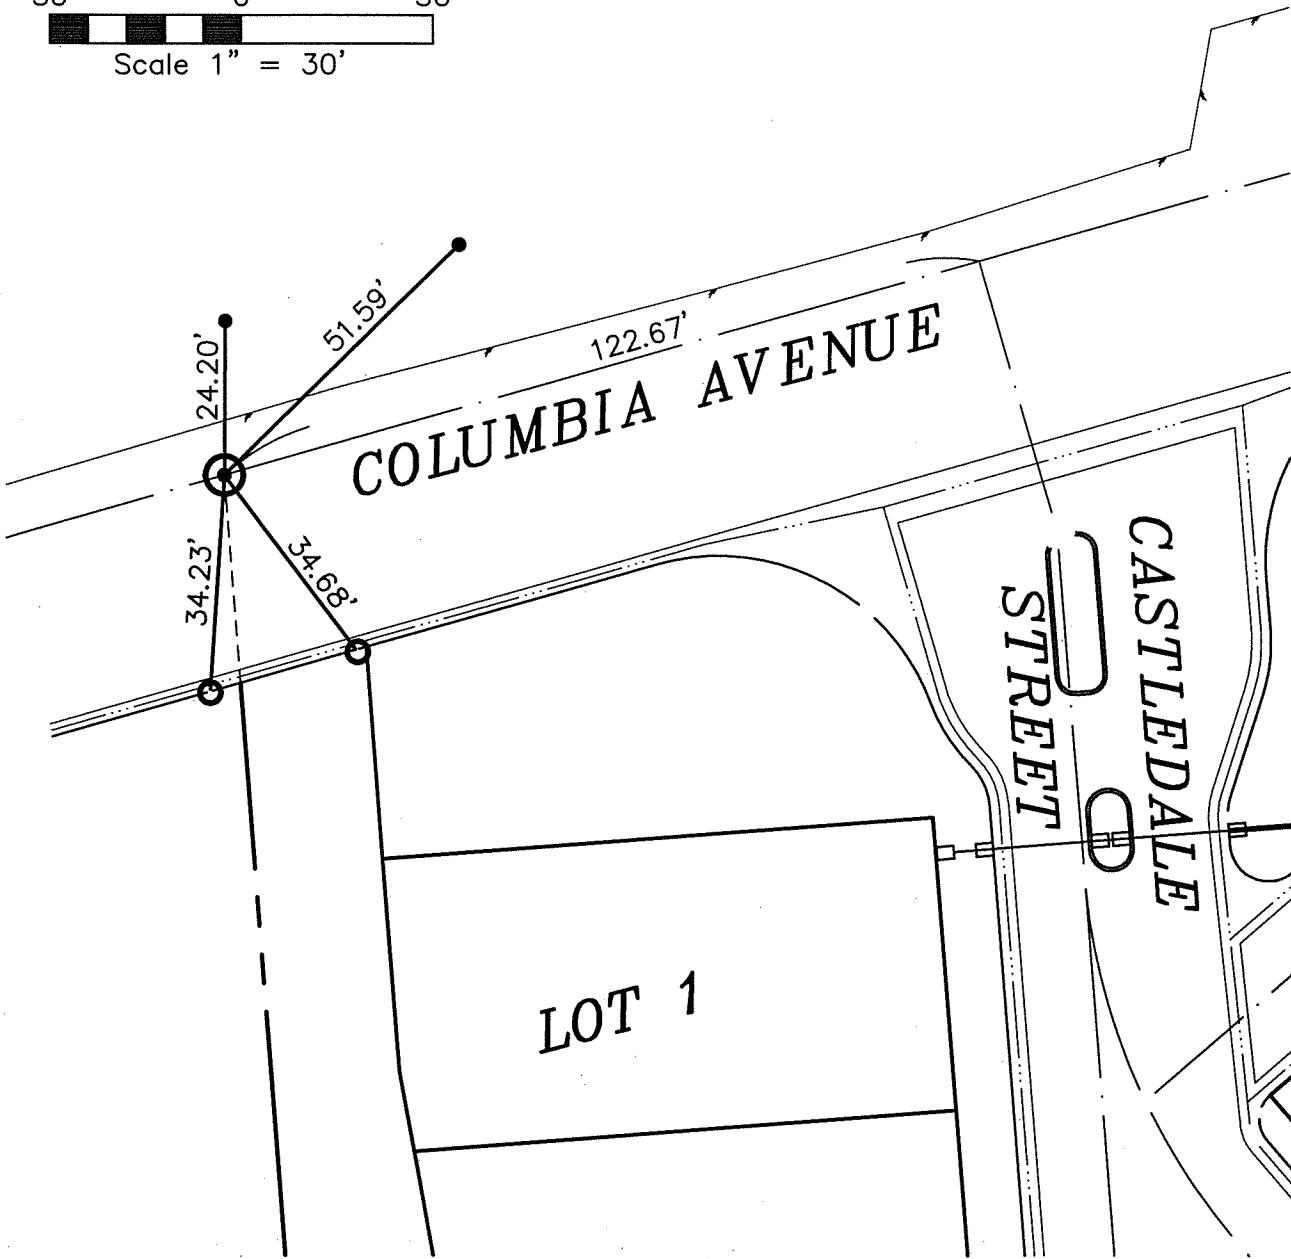 Scale 1" = 30'
51.59'
24.20'
122.67'
COLUMBIA AVENUE
34.23'
34.68'
CASTLEDALE
STREET
LOT 1